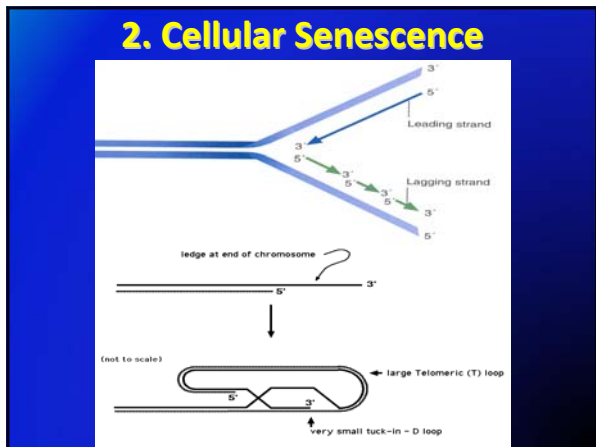 2. Cellular Senescence
3´
5´
Leading strand
3´
5´
3´
5´
3´
5´
Lagging strand
3´
5´
ledge at end of chromosome
3´
5´
(not to scale)
large Telomeric (T) loop
5´
3´
very small tuck-in - D loop